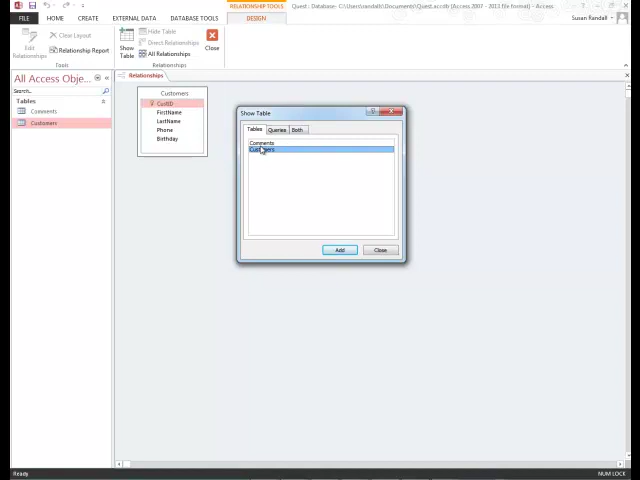 RELATIONSHIP TOOLS
Quest : Database- C:\Users\randalls\Documents\Quest.accdb (Access 2007 - 2013 file format) - Access
FILE HOME CREATE EXTERNAL DATA DATABASE TOOLS DESIGN
Susan Randall
Edit Relationships
Clear Layout
Relationship Report
Tools
Show Table
Hide Table
Direct Relationships
All Relationships
Relationships
Close
All Access Obje...
Search...
Tables
Comments
Customers
Relationships
Customers
CustID
FirstName
LastName
Phone
Birthday
Show Table
Tables Queries Both
Comments
Customers
Add Close
Ready
NUM LOCK